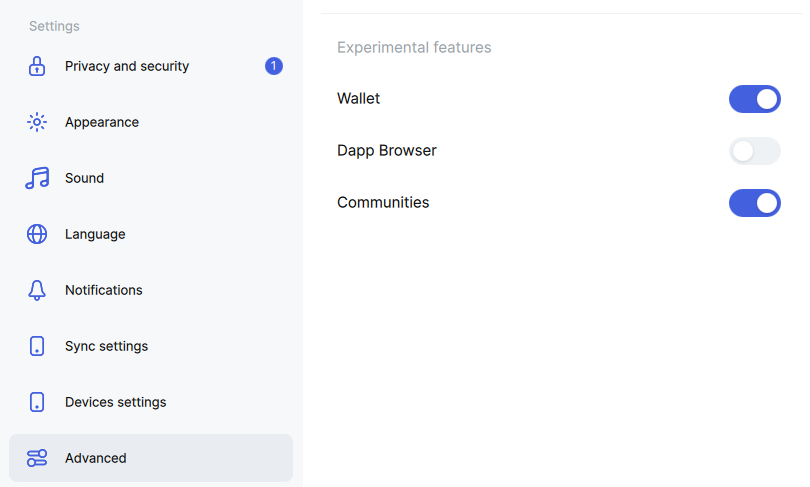 Settings
Privacy and security
1
Appearance
Sound
Language
Notifications
Sync settings
Devices settings
Advanced
Experimental features
Wallet
Dapp Browser
Communities